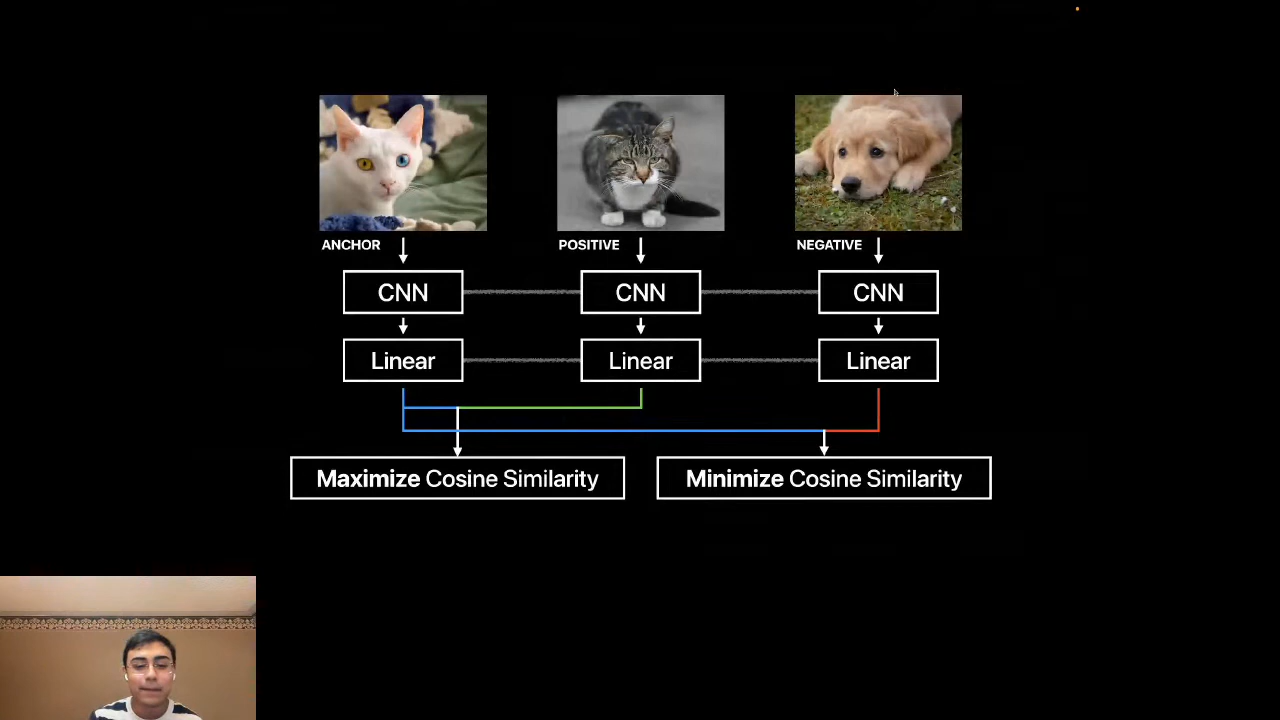 ANCHOR
POSITIVE
NEGATIVE
CNN
CNN
CNN
Linear
Linear
Linear
Maximize Cosine Similarity
Minimize Cosine Similarity